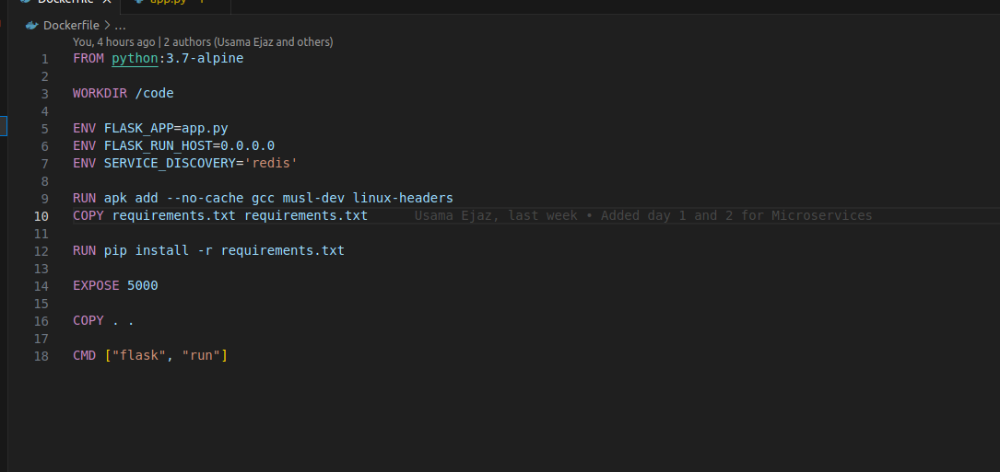 Dockerfile
app.py
Dockerfile > ...
You, 4 hours ago | 2 authors (Usama Ejaz and others)
1 FROM python:3.7-alpine
2
3 WORKDIR /code
4
5 ENV FLASK_APP=app.py
6 ENV FLASK_RUN_HOST=0.0.0.0
7 ENV SERVICE_DISCOVERY='redis'
8
9 RUN apk add --no-cache gcc musl-dev linux-headers
10 COPY requirements.txt requirements.txt Usama Ejaz, last week • Added day 1 and 2 for Microservices
11
12 RUN pip install -r requirements.txt
13
14 EXPOSE 5000
15
16 COPY . .
17
18 CMD ["flask", "run"]